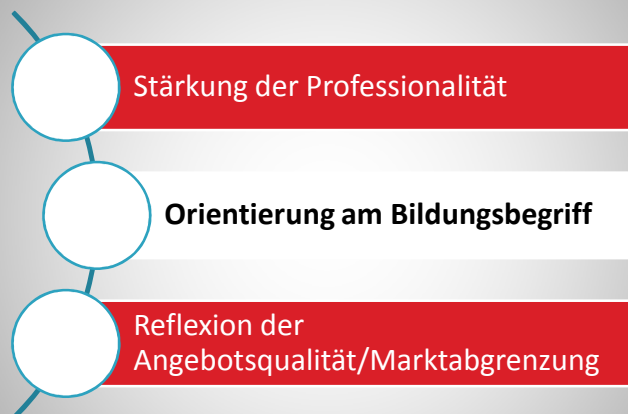 Stärkung der Professionalität
Orientierung am Bildungsbegriff
Reflexion der
Angebotsqualität/Marktabgrenzung